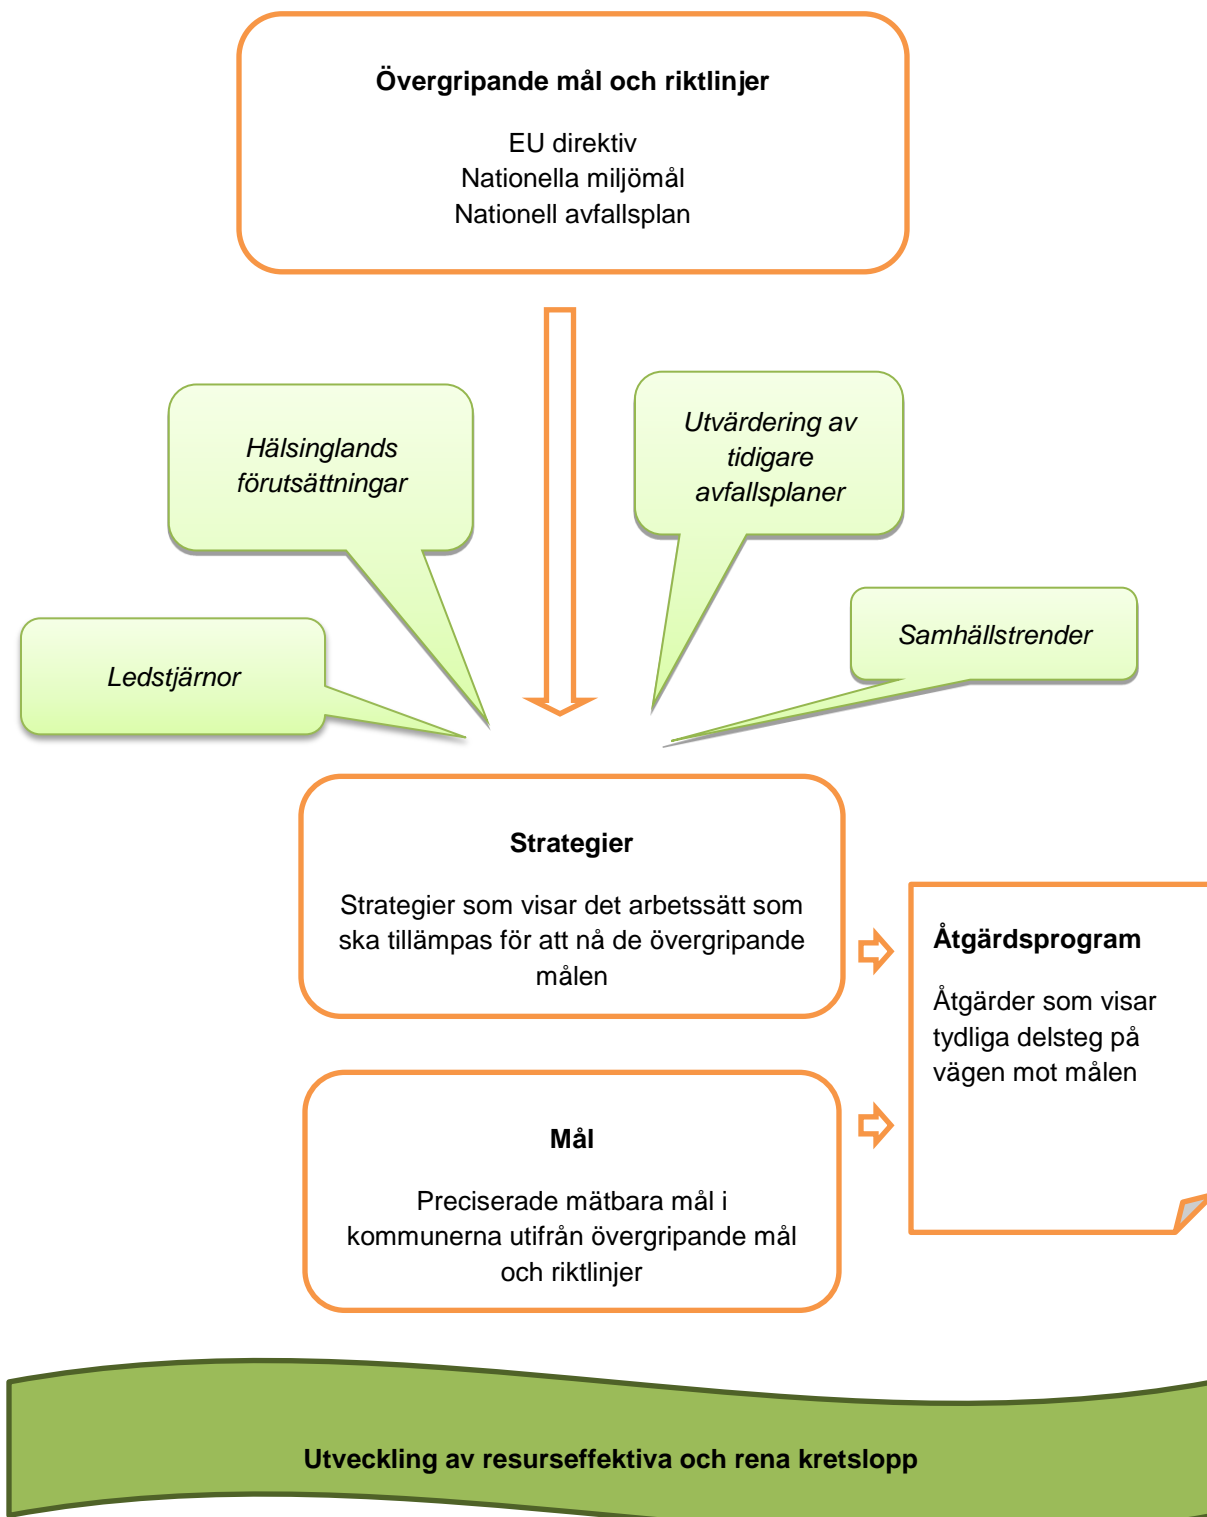 Övergripande mål och riktlinjer
EU direktiv
Nationella miljömål
Nationell avfallsplan
Hälsinglands
förutsättningar
Utvärdering av
tidigare
avfallsplaner
Ledstjärnor
Samhällstrender
Strategier
Strategier som visar det arbetssätt som
ska tillämpas för att nå de övergripande
målen
Åtgärdsprogram
Åtgärder som visar
tydliga delsteg på
vägen mot målen
Mål
Preciserade mätbara mål i
kommunerna utifrån övergripande mål
och riktlinjer
Utveckling av resurseffektiva och rena kretslopp